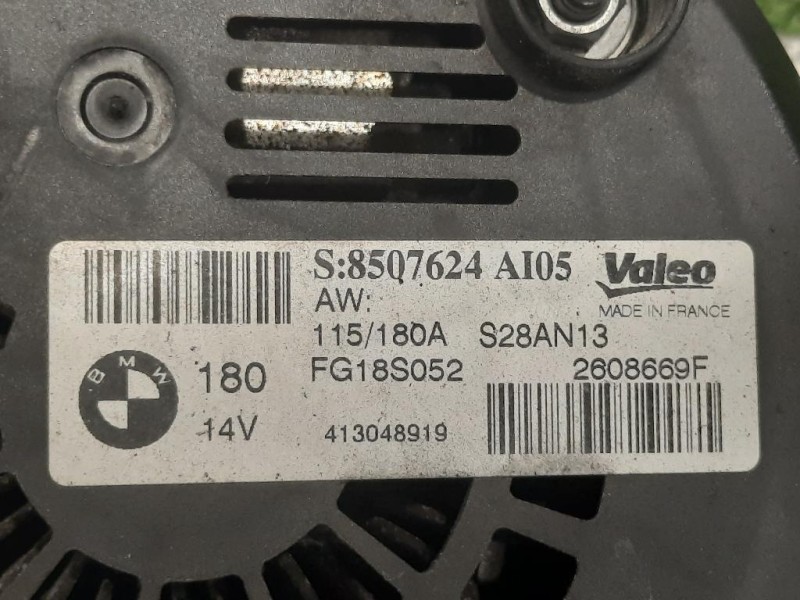 S:8507624 AI05
Valeo
AW:
MADE IN FRANCE
115/180A S28AN13
BMW
180
FG18S052
2608669F
14V
413048919